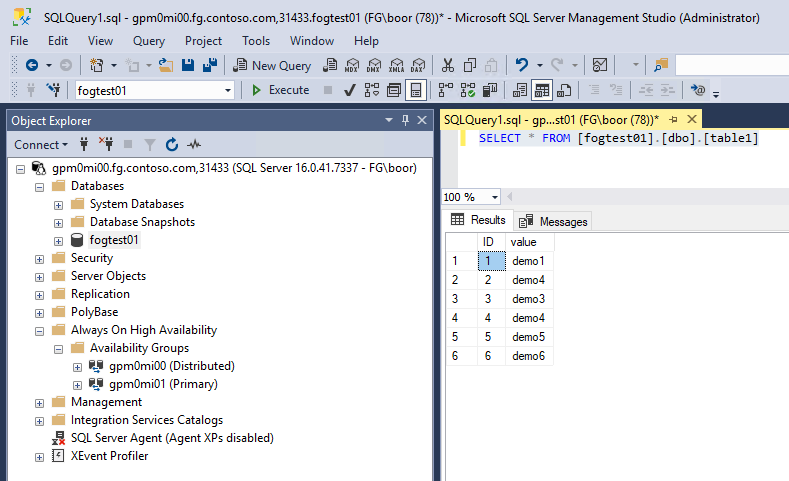 SQLQuery1.sql - gpm0mi00.fg.contoso.com,31433.fogtest01 (FG\boor (78))* - Microsoft SQL Server Management Studio (Administrator)
File Edit View Query Project Tools Window Help
New Query MDX DMX XMLA DAX
fogtest01 Execute
Object Explorer
Connect
gpm0mi00.fg.contoso.com,31433 (SQL Server 16.0.41.7337 - FG\boor)
Databases
System Databases
Database Snapshots
fogtest01
Security
Server Objects
Replication
PolyBase
Always On High Availability
Availability Groups
gpm0mi00 (Distributed)
gpm0mi01 (Primary)
Management
Integration Services Catalogs
SQL Server Agent (Agent XPs disabled)
XEvent Profiler
SQLQuery1.sql - gp...st01 (FG\boor (78))*
SELECT * FROM [fogtest01].[dbo].[table1]
100 %
Results Messages
ID value
1 1 demo1
2 2 demo4
3 3 demo3
4 4 demo4
5 5 demo5
6 6 demo6